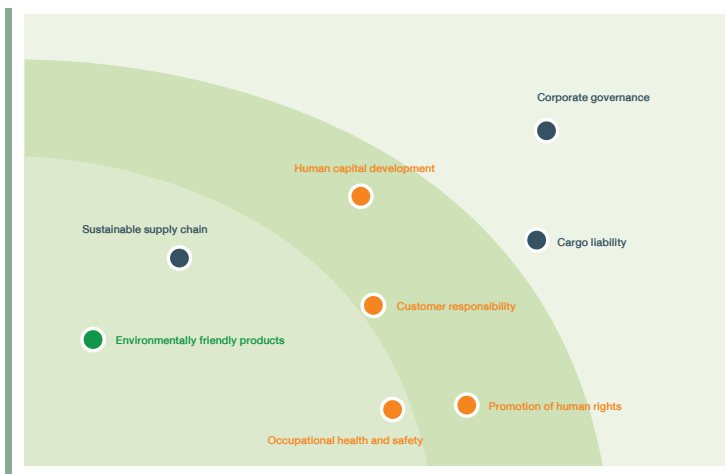 Corporate governance
Human capital development
Sustainable supply chain
Cargo liability
Customer responsibility
Environmentally friendly products
Promotion of human rights
Occupational health and safety